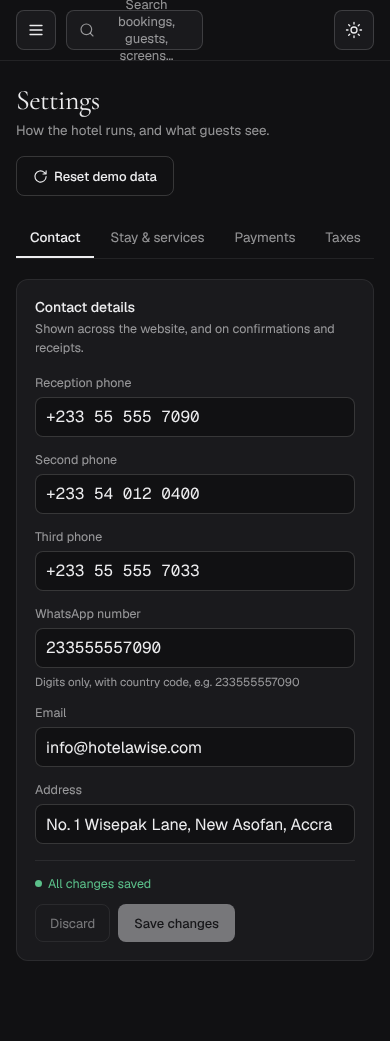 Search
bookings,
guests,
screens...
Settings
How the hotel runs, and what guests see.
Reset demo data
Contact
Stay & services
Payments
Taxes
Contact details
Shown across the website, and on confirmations and
receipts.
Reception phone
+233 55 555 7090
Second phone
+233 54 012 0400
Third phone
+233 55 555 7033
WhatsApp number
233555557090
Digits only, with country code, e.g. 233555557090
Email
info@hotelawise.com
Address
No. 1 Wisepak Lane, New Asofan, Accra
All changes saved
Discard
Save changes